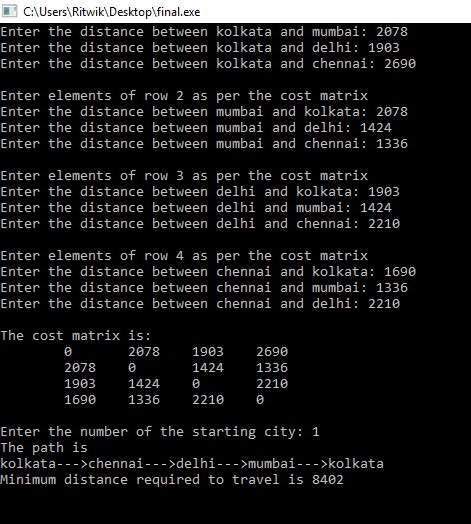 C:\Users\Ritwik\Desktop\final.exe
Enter the distance between kolkata and mumbai: 2078
Enter the distance between kolkata and delhi: 1903
Enter the distance between kolkata and chennai: 2690
Enter elements of row 2 as per the cost matrix
Enter the distance between mumbai and kolkata: 2078
Enter the distance between mumbai and delhi: 1424
Enter the distance between mumbai and chennai: 1336
Enter elements of row 3 as per the cost matrix
Enter the distance between delhi and kolkata: 1903
Enter the distance between delhi and mumbai: 1424
Enter the distance between delhi and chennai: 2210
Enter elements of row 4 as per the cost matrix
Enter the distance between chennai and kolkata: 1690
Enter the distance between chennai and mumbai: 1336
Enter the distance between chennai and delhi: 2210
The cost matrix is:
0 2078 1903 2690
2078 0 1424 1336
1903 1424 0 2210
1690 1336 2210 0
Enter the number of the starting city: 1
The path is
kolkata--->chennai--->delhi--->mumbai--->kolkata
Minimum distance required to travel is 8402